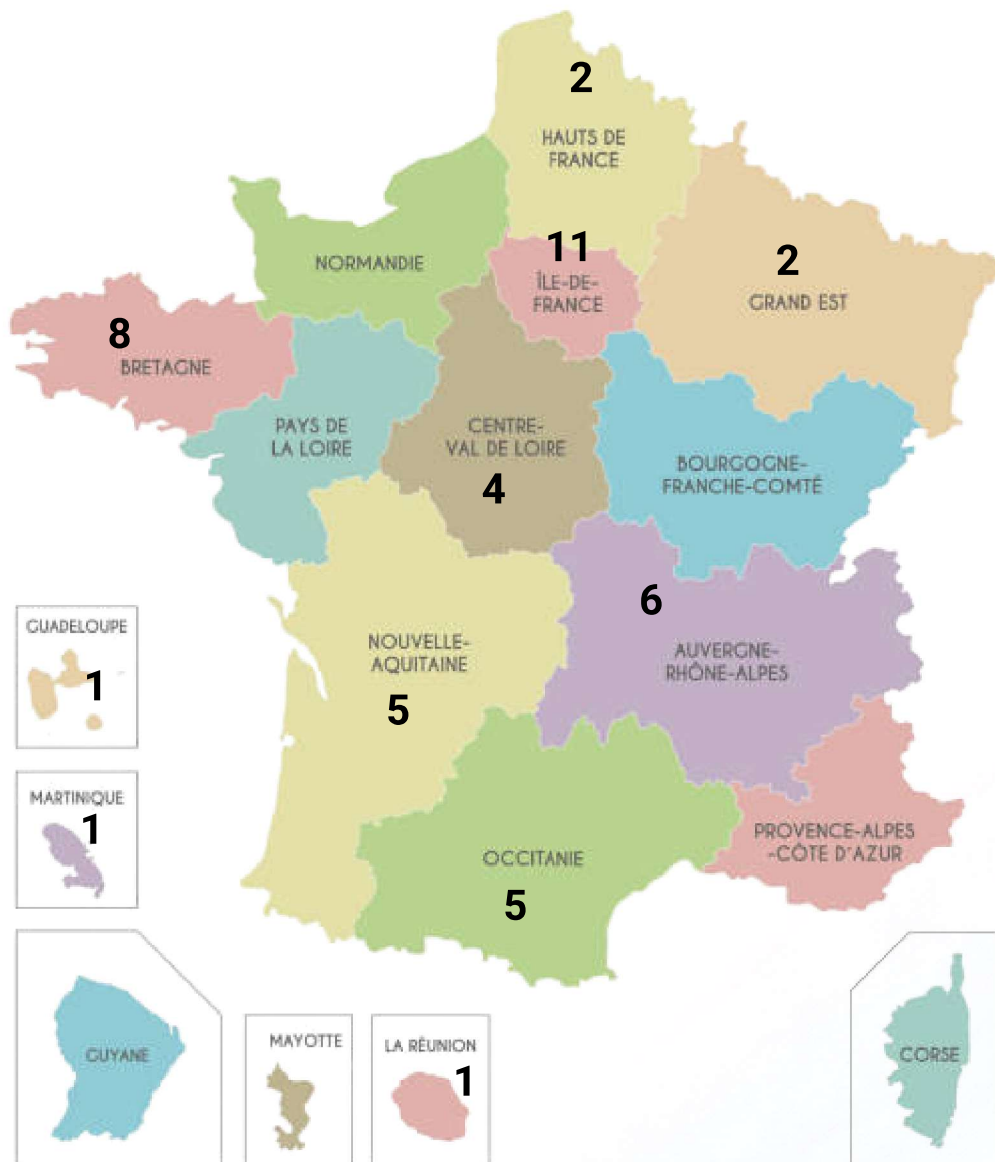 2
HAUTS DE
FRANCE
NORMANDIE
11
ÎLE-DE-
FRANCE
2
GRAND EST
8
BRETAGNE
PAYS DE
LA LOIRE
CENTRE-
VAL DE LOIRE
4
BOURGOGNE-
FRANCHE-COMTÉ
6
AUVERGNE-
RHÔNE-ALPES
NOUVELLE-
AQUITAINE
5
GUADELOUPE
1
MARTINIQUE
1
OCCITANIE
5
PROVENCE-ALPES
-CÔTE D'AZUR
GUYANE
MAYOTTE
LA RÉUNION
1
CORSE